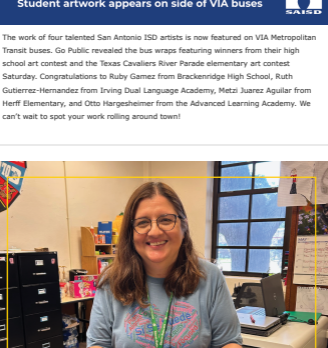 Student artwork appears on side of VIA buses
SAISD
The work of four talented San Antonio ISD artists is now featured on VIA Metropolitan
Transit buses. Go Public revealed the bus wraps featuring winners from their high
school art contest and the Texas Cavaliers River Parade elementary art contest
Saturday. Congratulations to Ruby Gamez from Brackenridge High School, Ruth
Gutierrez-Hernandez from Irving Dual Language Academy, Metzi Juarez Aguilar from
Herff Elementary, and Otto Hargesheimer from the Advanced Learning Academy. We
can't wait to spot your work rolling around town!